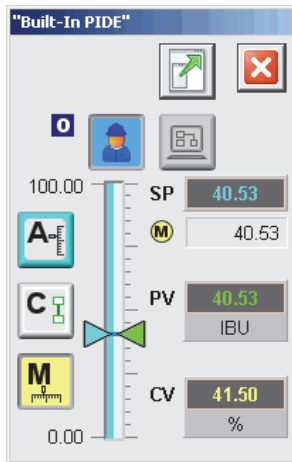 "Built-In PIDE"
O
100.00
SP 40.53
A
M 40.53
C
PV 40.53
IBU
M
CV 41.50
%
0.00